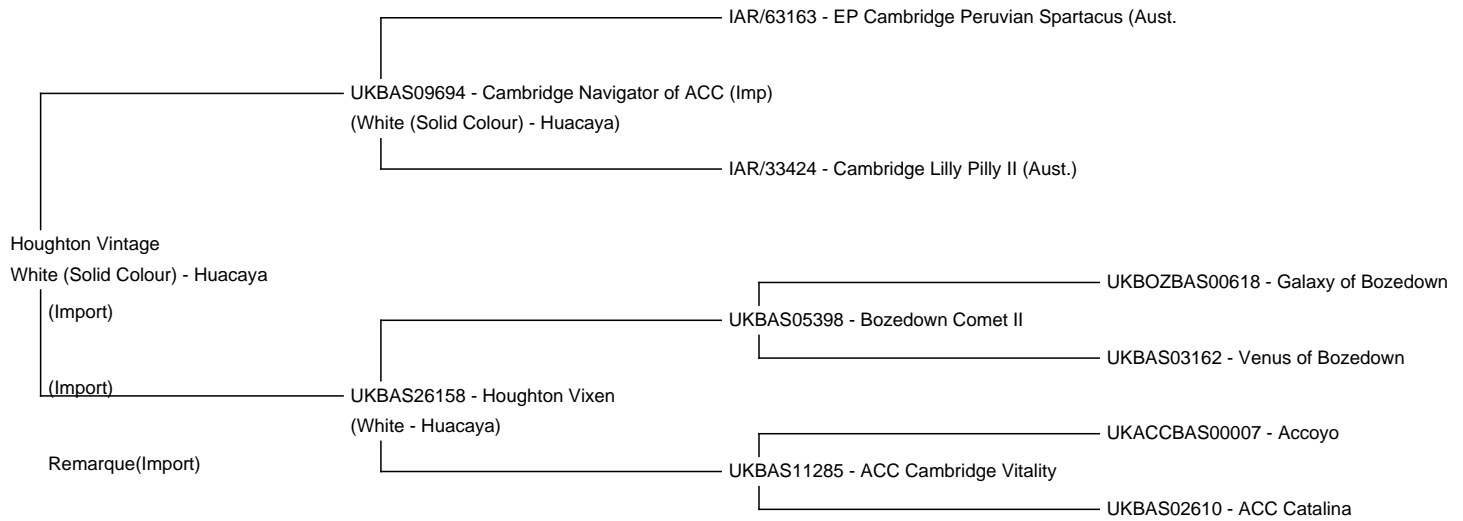 IAR/63163 - EP Cambridge Peruvian Spartacus (Aust.
UKBAS09694 - Cambridge Navigator of ACC (Imp)
(White (Solid Colour) - Huacaya)
IAR/33424 - Cambridge Lilly Pilly II (Aust.)
Houghton Vintage
White (Solid Colour) - Huacaya
UKBOZBAS00618 - Galaxy of Bozedown
(Import)
UKBAS05398 - Bozedown Comet II
UKBAS03162 - Venus of Bozedown
(Import)
UKBAS26158 - Houghton Vixen
(White - Huacaya)
UKACCBAS00007 - Accoyo
Remarque(Import)
UKBAS11285 - ACC Cambridge Vitality
UKBAS02610 - ACC Catalina